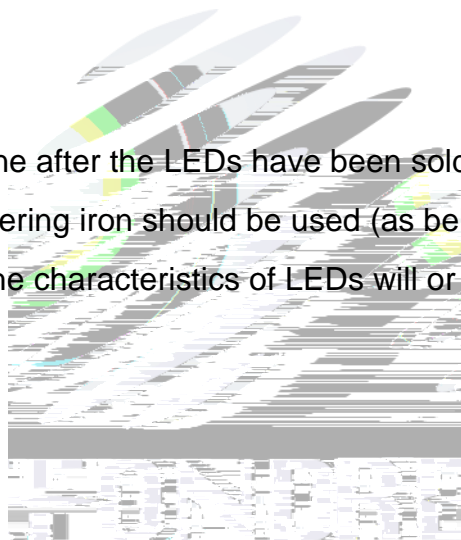 ne after the LEDs have been sold
ering iron should be used (as be
ne characteristics of LEDs will or